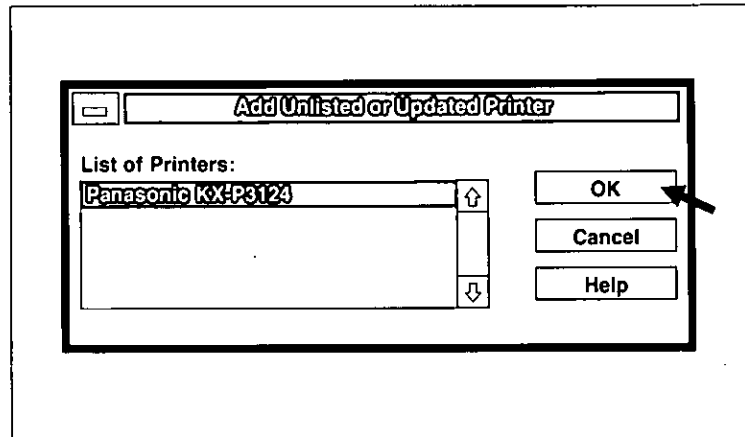 Add Unlisted or Updated Printer
List of Printers:
Panasonic KX-P3124
OK
Cancel
Help